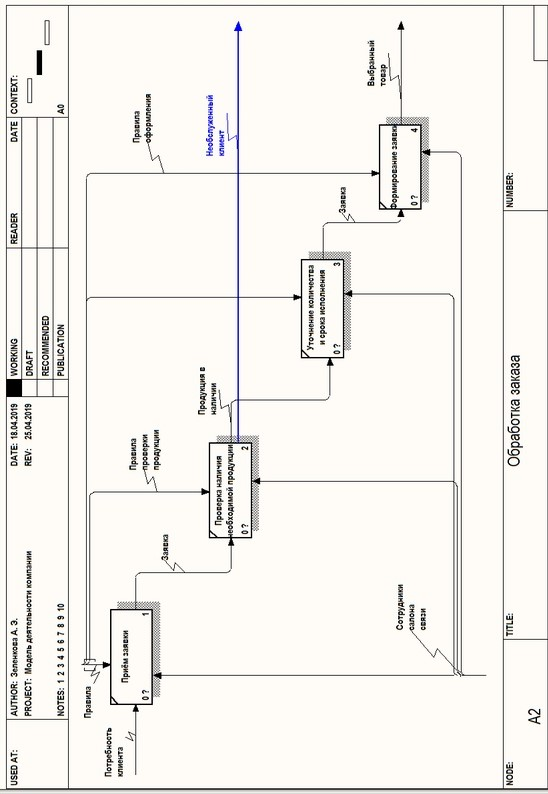 USED AT:
AUTHOR: Зеленкова А. Э.
DATE: 18.04.2019
WORKING
READER
DATE
CONTEXT:
PROJECT: Модель деятельности компании
REV: 25.04.2019
DRAFT
RECOMMENDED
NOTES: 1 2 3 4 5 6 7 8 9 10
PUBLICATION
A0
Правила
Потребность
клиента
Приём заявки
0 ?
1
Заявка
Правила
проверки
продукции
Проверка наличия
необходимой продукции
0 ?
2
Продукция в
наличии
Необслуженный
клиент
Правила
оформления
Уточнение количества
и срока исполнения
0 ?
3
Заявка
Формирование заявки
0 ?
4
Выбранный
товар
Сотрудники
салона
связи
NODE:
TITLE:
NUMBER:
A2
Обработка заказа